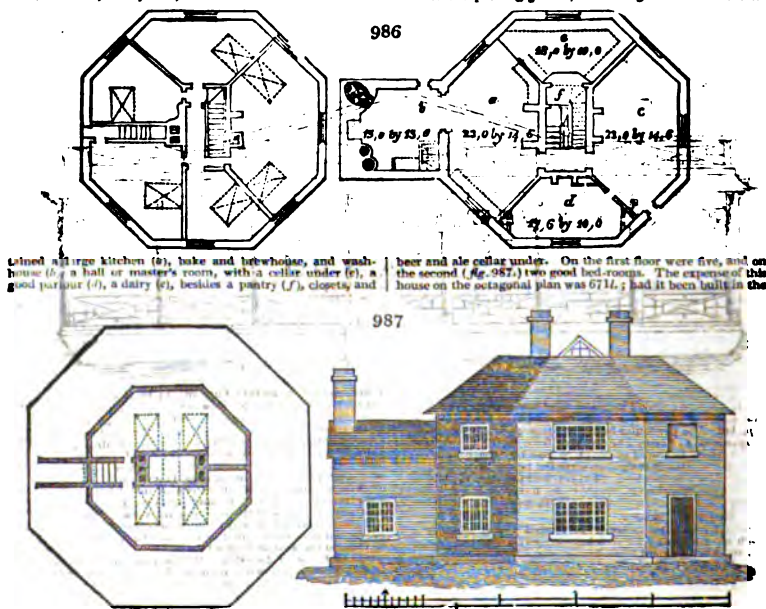 986
e
18,0 by 10,0
b
a
f
c
15,0 by 13,0
23,0 by 14,6
23,0 by 14,6
d
17,6 by 10,0
tained a large kitchen (a), bake and brewhouse, and wash-
house (b), a hall or master's room, with a cellar under (c), a
good parlour (d), a dairy (e), besides a pantry (f), closets, and
beer and ale cellar under. On the first floor were five, and on
the second (fig. 987.) two good bed-rooms. The expense of this
house on the octagonal plan was 671l.; had it been built in the
987